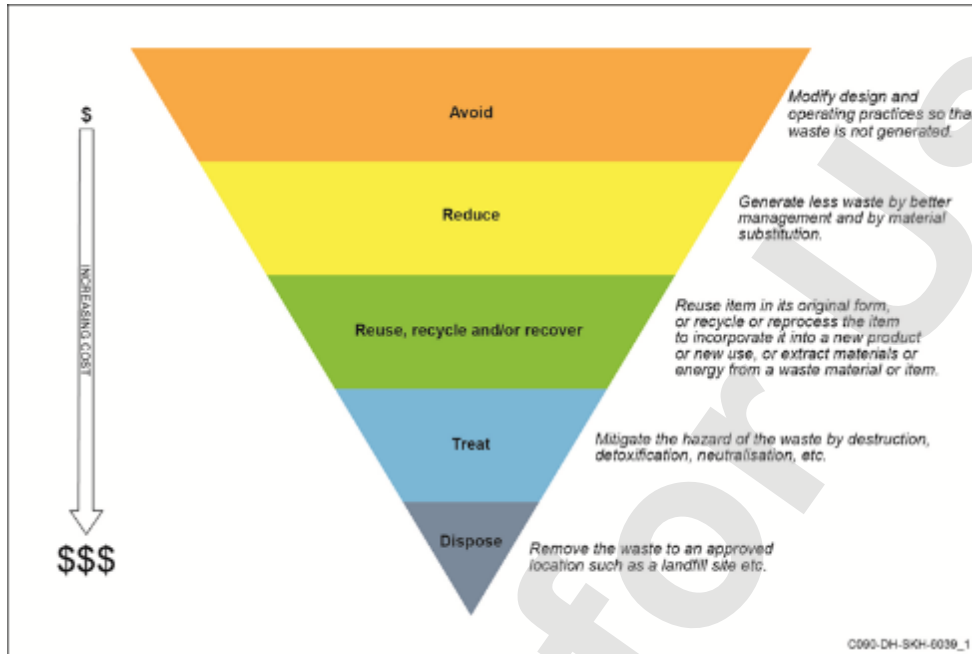 $
INCREASING COST
$$$
Avoid
Modify design and
operating practices so tha
waste is not generated.
Reduce
Generate less waste by better
management and by material
substitution.
Reuse, recycle and/or recover
Reuse item in its original form,
or recycle or reprocess the item
to incorporate it into a new product
or new use, or extract materials or
energy from a waste material or item.
Treat
Mitigate the hazard of the waste by destruction,
detoxification, neutralisation, etc.
Dispose
Remove the waste to an approved
location such as a landfill site etc.
for Us
C090-DH-SKH-6039_1